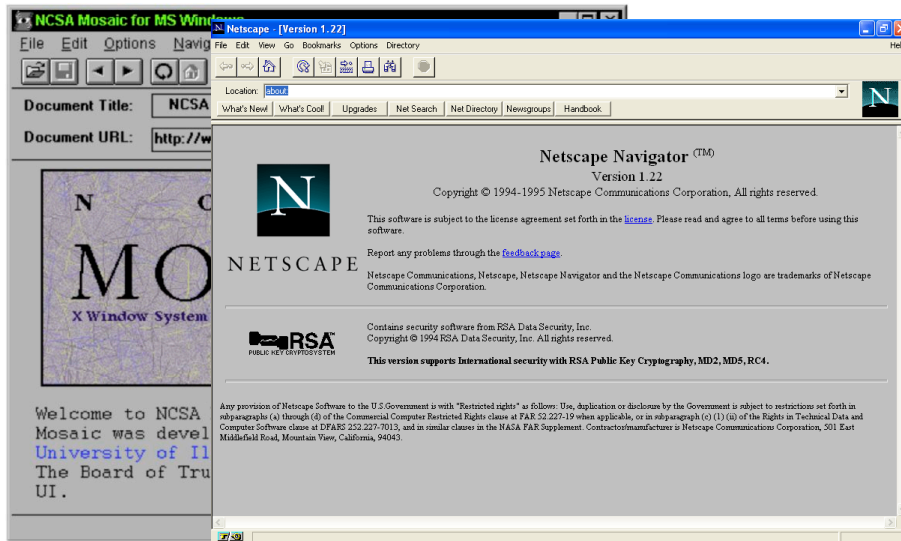 NCSA Mosaic for MS Windows
File Edit Options Navig
Document Title: NCSA
Document URL: http://w
N C
MO
X Window System
Welcome to NCSA
Mosaic was devel
University of Il
The Board of Tru
UI.
Netscape - [Version 1.22]
File Edit View Go Bookmarks Options Directory Hel
Location: about:
What's New! What's Cool! Upgrades Net Search Net Directory Newsgroups Handbook
N
N
NETSCAPE
Netscape Navigator (TM)
Version 1.22
Copyright © 1994-1995 Netscape Communications Corporation, All rights reserved.
This software is subject to the license agreement set forth in the license. Please read and agree to all terms before using this
software.
Report any problems through the feedback page.
Netscape Communications, Netscape, Netscape Navigator and the Netscape Communications logo are trademarks of Netscape
Communications Corporation.
RSA
PUBLIC KEY CRYPTOSYSTEM
Contains security software from RSA Data Security, Inc.
Copyright © 1994 RSA Data Security, Inc. All rights reserved.
This version supports International security with RSA Public Key Cryptography, MD2, MD5, RC4.
Any provision of Netscape Software to the U.S.Government is with "Restricted rights" as follows: Use, duplication or disclosure by the Government is subject to restrictions set forth in
subparagraphs (a) through (d) of the Commercial Computer Restricted Rights clause at FAR 52.227-19 when applicable, or in subparagraph (c) (1) (ii) of the Rights in Technical Data and
Computer Software clause at DFARS 252.227-7013, and in similar clauses in the NASA FAR Supplement. Contractor/manufacturer is Netscape Communications Corporation, 501 East
Middlefield Road, Mountain View, California, 94043.